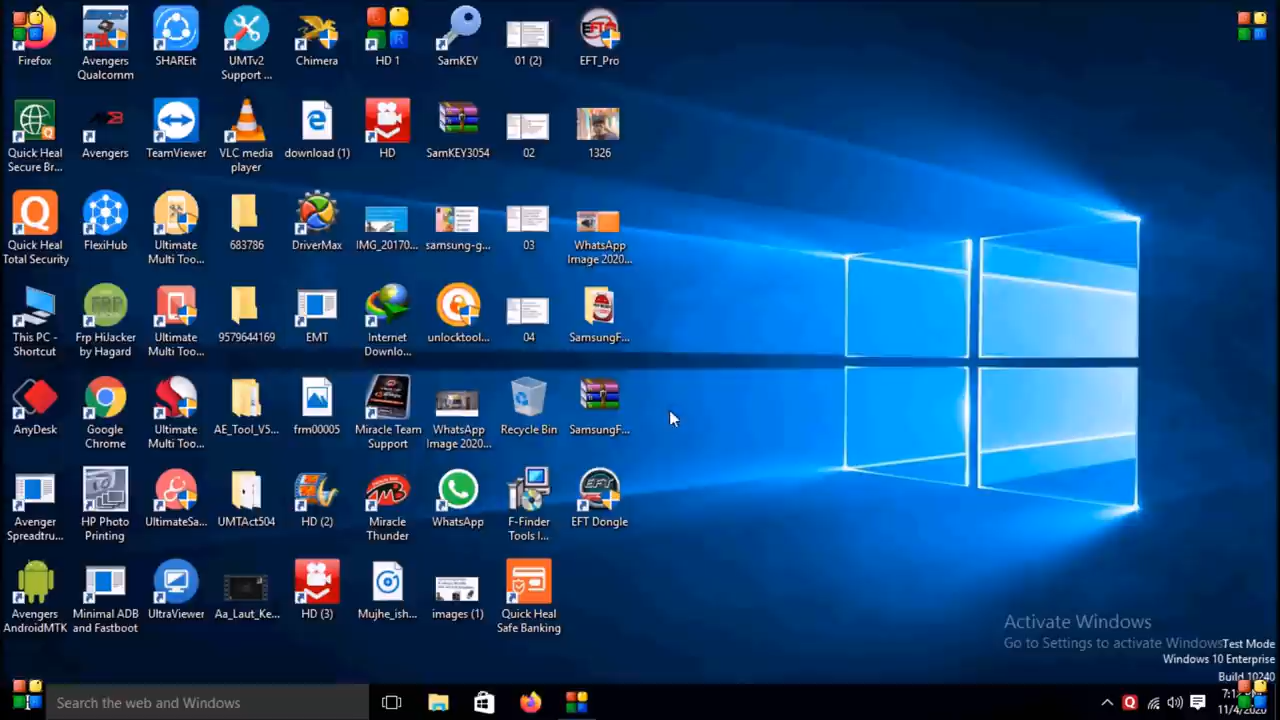 Firefox
Avengers
Qualcomm
SHAREit
UMTv2
Support ...
Chimera
HD 1
SamKEY
01 (2)
EFT_Pro
Quick Heal
Secure Br...
Avengers
TeamViewer
VLC media
player
download (1)
HD
SamKEY3054
02
1326
Quick Heal
Total Security
FlexiHub
Ultimate
Multi Too...
683786
DriverMax
IMG_20170...
samsung-g...
03
WhatsApp
Image 2020...
This PC -
Shortcut
Frp HiJacker
by Hagard
Ultimate
Multi Too...
9579644169
EMT
Internet
Downlo...
unlocktool...
04
SamsungF...
AnyDesk
Google
Chrome
Ultimate
Multi Too...
AE_Tool_V5...
frm00005
Miracle Team
Support
WhatsApp
Image 2020...
Recycle Bin
SamsungF...
Avenger
Spreadtru...
HP Photo
Printing
UltimateSa...
UMTAct504
HD (2)
Miracle
Thunder
WhatsApp
F-Finder
Tools I...
EFT Dongle
Avengers
AndroidMTK
Minimal ADB
and Fastboot
UltraViewer
Aa_Laut_Ke...
HD (3)
Mujhe_ish...
images (1)
Quick Heal
Safe Banking
Activate Windows
Go to Settings to activate Windows
Test Mode
Windows 10 Enterprise
Build 10240
Search the web and Windows
11/4/2020